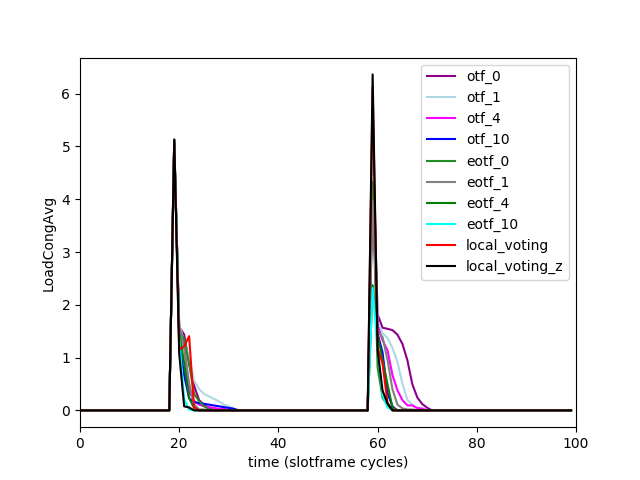 LoadCongAvg
6
5
4
3
2
1
0
0 20 40 60 80 100
time (slotframe cycles)
otf_0
otf_1
otf_4
otf_10
eotf_0
eotf_1
eotf_4
eotf_10
local_voting
local_voting_z